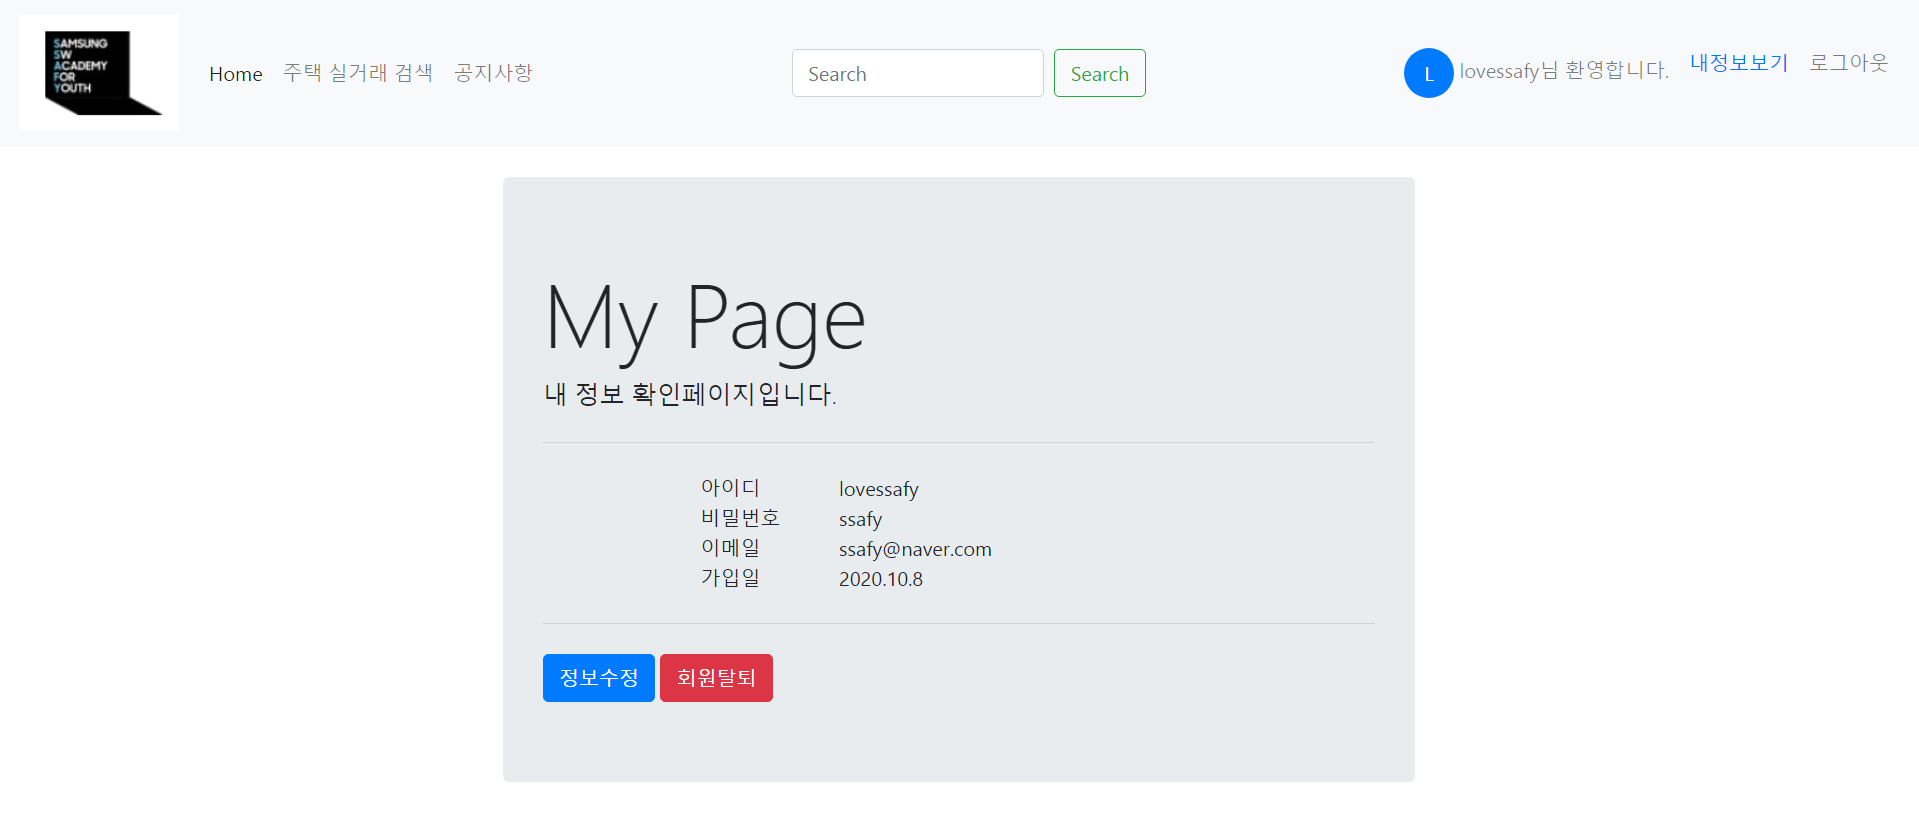 SAMSUNG
SW
ACADEMY
FOR
YOUTH
Home 주택 실거래 검색 공지사항 Search Search L lovessafy님 환영합니다. 내정보보기 로그아웃
My Page
내 정보 확인페이지입니다.
아이디 lovessafy
비밀번호 ssafy
이메일 ssafy@naver.com
가입일 2020.10.8
정보수정 회원탈퇴